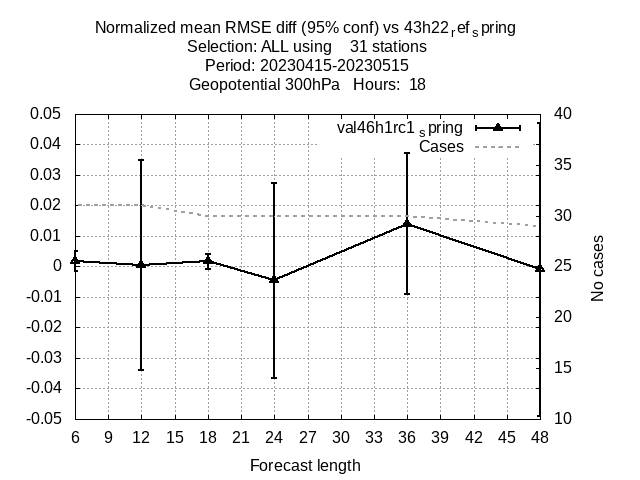 Normalized mean RMSE diff (95% conf) vs 43h22refspring
Selection: ALL using 31 stations
Period: 20230415-20230515
Geopotential 300hPa Hours: 18
val46h1rc1spring
Cases
0.05
0.04
0.03
0.02
0.01
0
-0.01
-0.02
-0.03
-0.04
-0.05
40
35
30
25
20
15
10
No cases
6 9 12 15 18 21 24 27 30 33 36 39 42 45 48
Forecast length